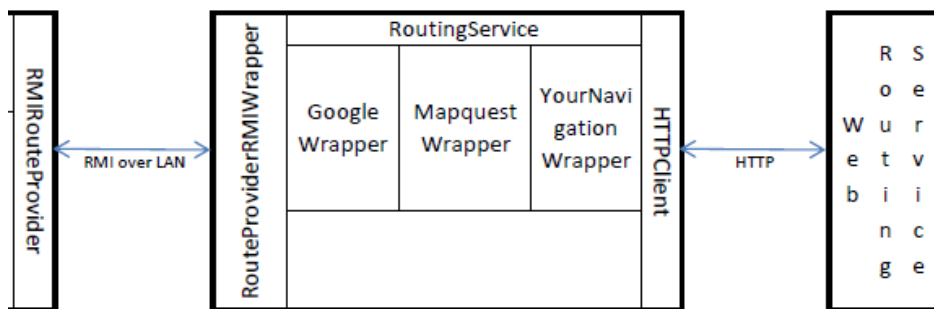 RMIRouteProvider
RMI over LAN
RouteProviderRMIWrapper
RoutingService
Google
Wrapper
Mapquest
Wrapper
YourNavi
gation
Wrapper
HTTPClient
HTTP
Web
Routing
Service